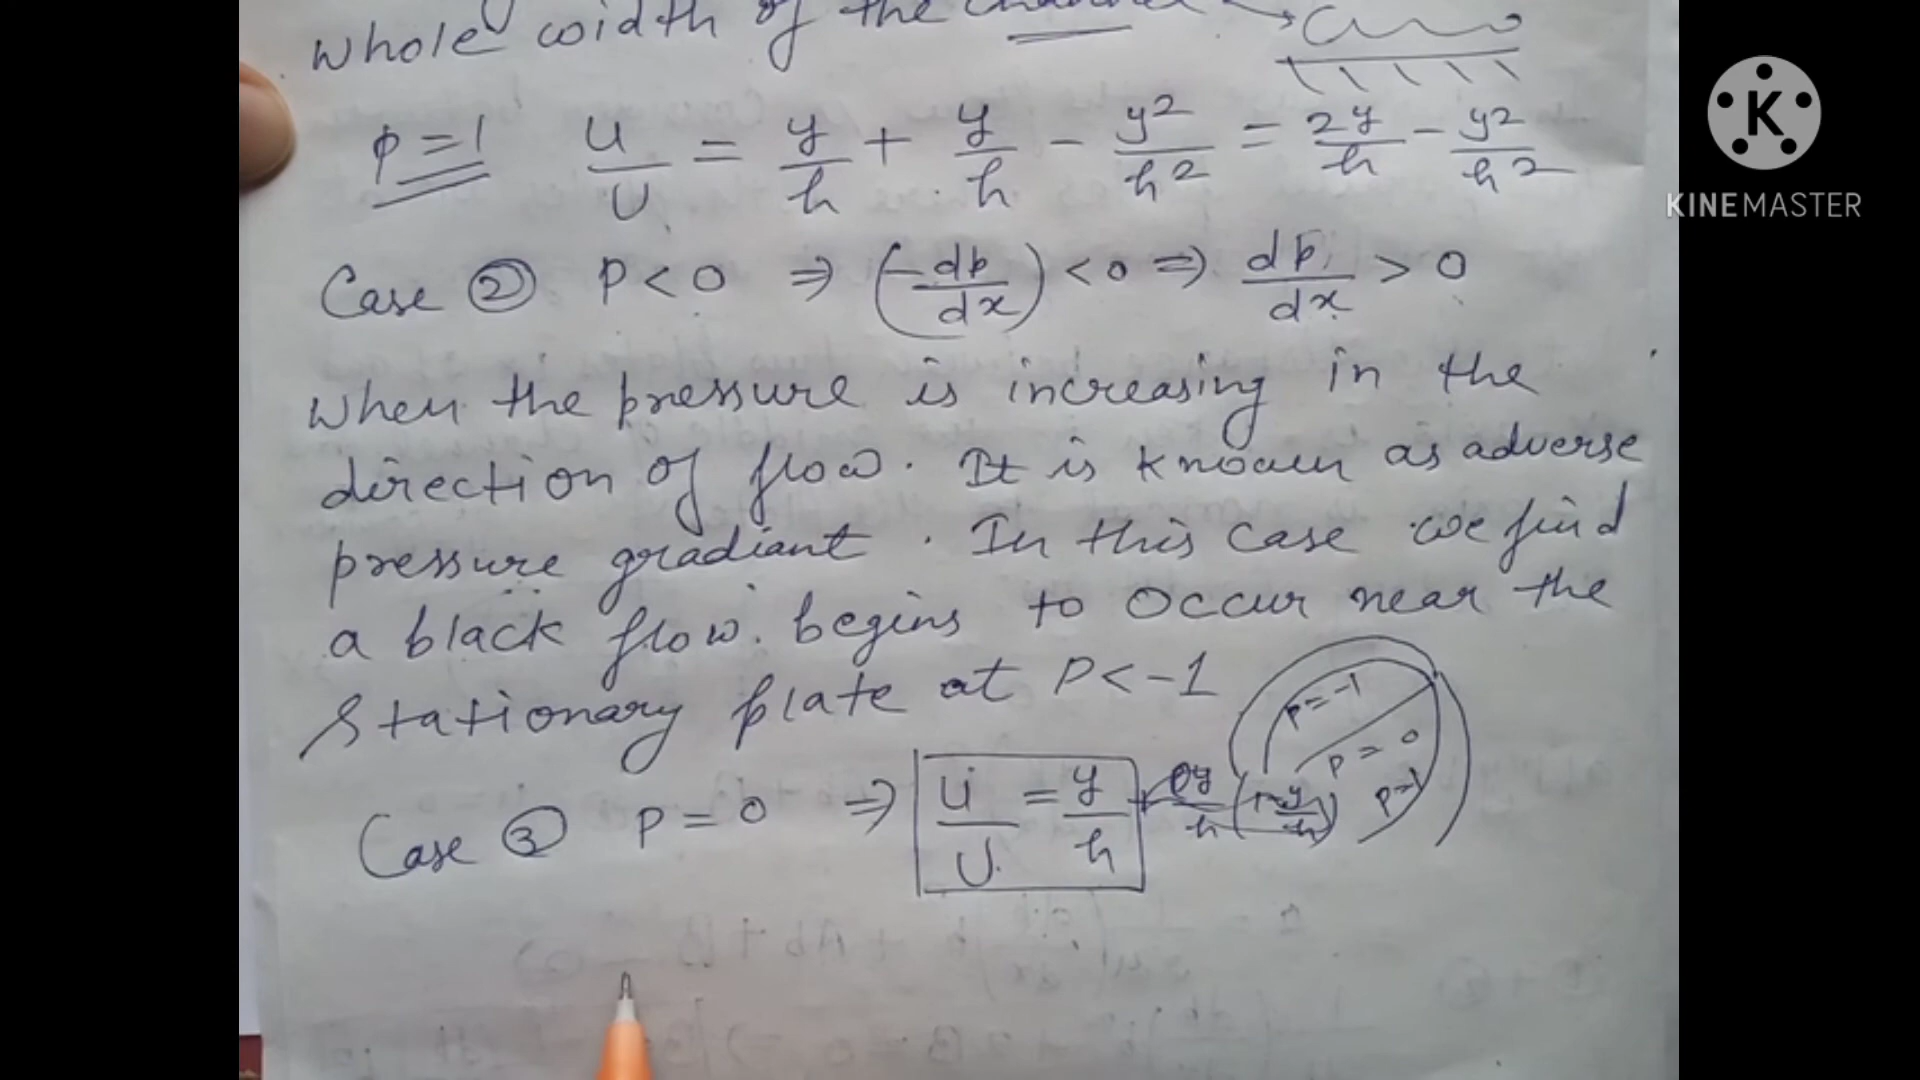 whole width of the channel
p=1 u/U = y/h + y/h - y²/h² = 2y/h - y²/h²
KINEMASTER
Case ② P < 0 ⇒ (-dp/dx) < 0 ⇒ dp/dx > 0
when the pressure is increasing in the
direction of flow. It is known as adverse
pressure gradiant. In this case we find
a black flow. begins to occur near the
stationary plate at P < -1
p = -1
p = 0
p=1
Case ③ P = 0 ⇒ u/U = y/h + py/h (1 - y/h)